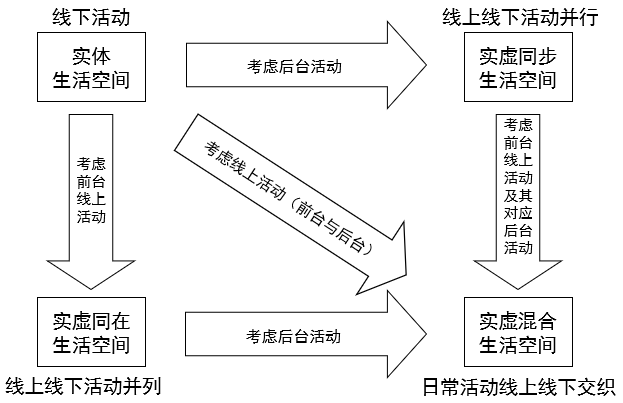 线下活动
线上线下活动并行
实体
生活空间
考虑后台活动
实虚同步
生活空间
考虑
前台
线上
活动
考虑线上活动（前台与后台）
考虑
前台
线上
活动
及其
对应
后台
活动
实虚同在
生活空间
考虑后台活动
实虚混合
生活空间
线上线下活动并列
日常活动线上线下交织